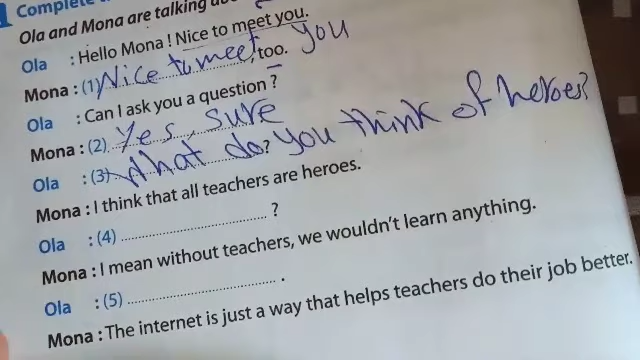 1 Complete
Ola and Mona are talking
Ola : Hello Mona ! Nice to meet you.
Mona : (1) Nice to meet you, too.
Ola : Can I ask you a question ?
Mona : (2) Yes, sure
Ola : (3) What do you think of heroes?
Mona : I think that all teachers are heroes.
Ola : (4) ........................ ?
Mona : I mean without teachers, we wouldn't learn anything.
Ola : (5) ........................ .
Mona : The internet is just a way that helps teachers do their job better.